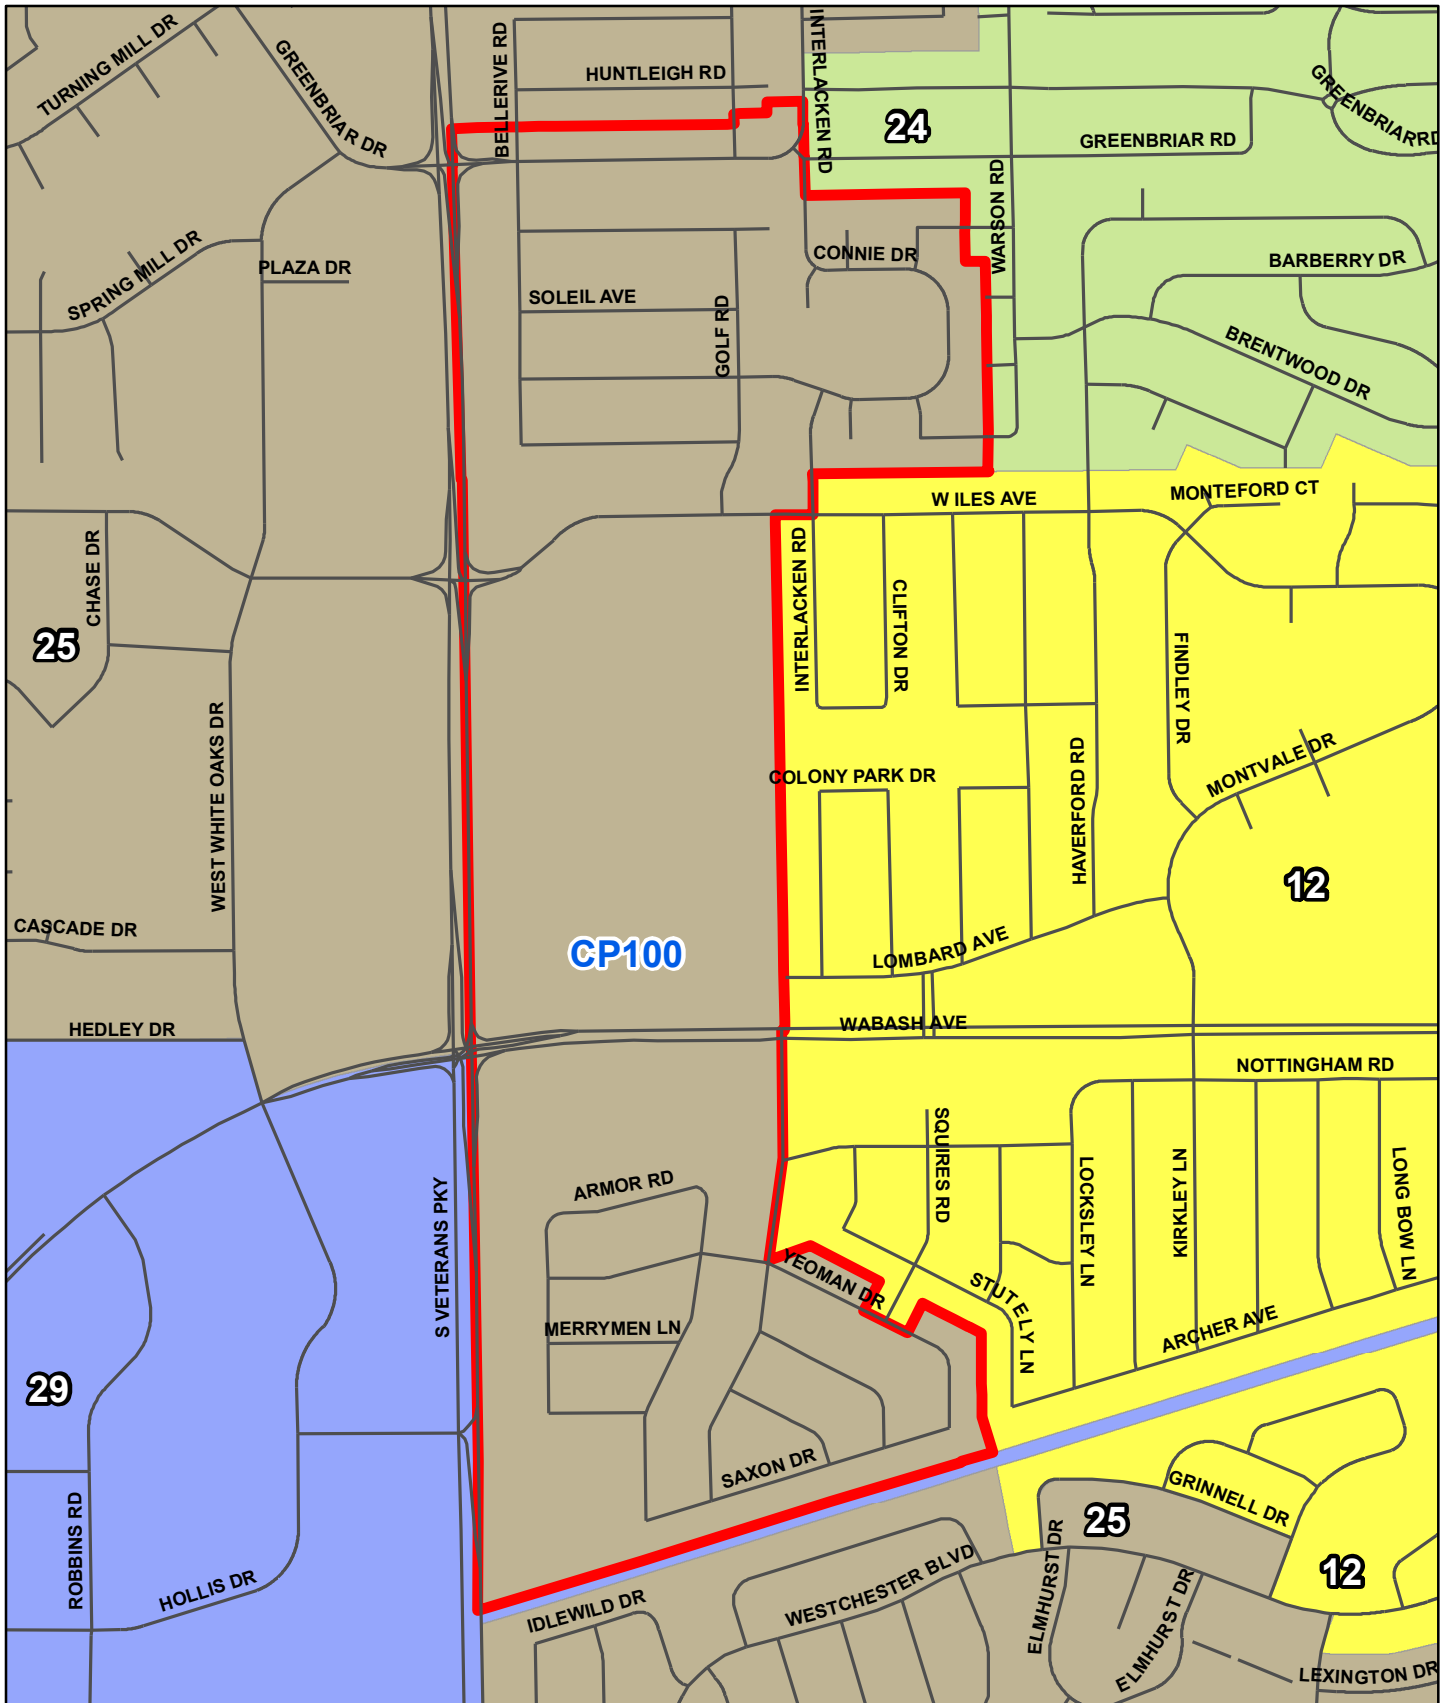 TURNING MILL DR
GREENBRIAR DR
BELLERIVE RD
HUNTLEIGH RD
INTERLACKEN RD
24
GREENBRIAR RD
GREENBRIARRD
WARSON RD
SPRING MILL DR
PLAZA DR
CONNIE DR
BARBERRY DR
SOLEIL AVE
GOLF RD
BRENTWOOD DR
W ILES AVE
MONTEFORD CT
CHASE DR
25
INTERLACKEN RD
CLIFTON DR
FINDLEY DR
WEST WHITE OAKS DR
COLONY PARK DR
HAVERFORD RD
MONTVALE DR
12
CASCADE DR
CP100
LOMBARD AVE
HEDLEY DR
WABASH AVE
NOTTINGHAM RD
SQUIRES RD
LOCKSLEY LN
KIRKLEY LN
LONG BOW LN
ARMOR RD
S VETERANS PKY
YEOMAN DR
STUTELY LN
MERRYMEN LN
ARCHER AVE
29
SAXON DR
GRINNELL DR
25
ROBBINS RD
HOLLIS DR
IDLEWILD DR
WESTCHESTER BLVD
ELMHURST DR
ELMHURST DR
12
LEXINGTON DR